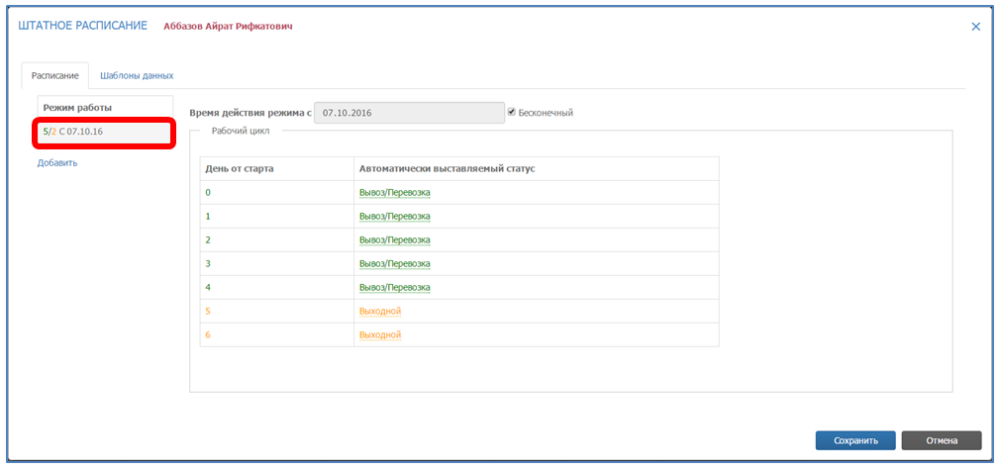 ШТАТНОЕ РАСПИСАНИЕ Аббазов Айрат Рифкатович
Расписание Шаблоны данных
Режим работы
5/2 С 07.10.16
Добавить
Время действия режима с 07.10.2016 Бесконечный
Рабочий цикл
День от старта Автоматически выставляемый статус
0 Вывоз/Перевозка
1 Вывоз/Перевозка
2 Вывоз/Перевозка
3 Вывоз/Перевозка
4 Вывоз/Перевозка
5 Выходной
6 Выходной
Сохранить Отмена